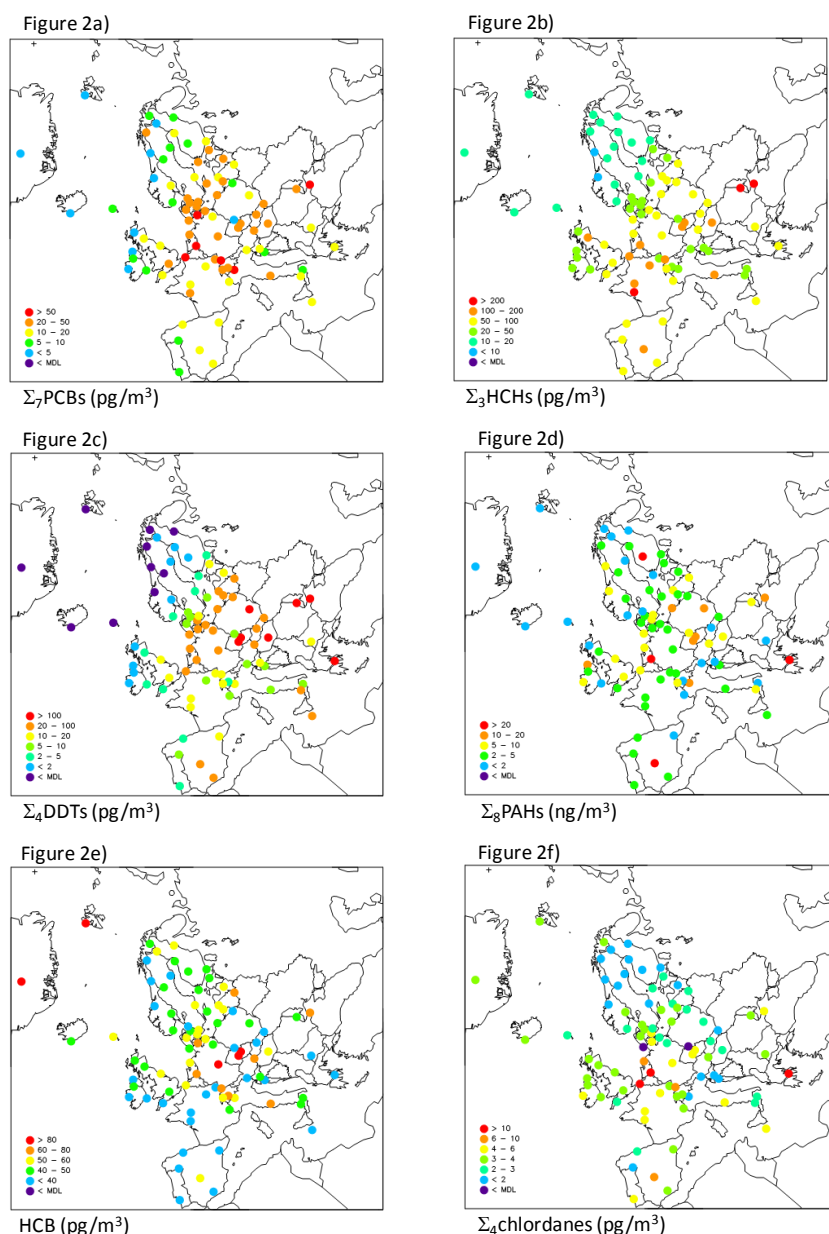 Figure 2a)
Figure 2b)
> 50
20 – 50
10 – 20
5 – 10
< 5
< MDL
> 200
100 – 200
50 – 100
20 – 50
10 – 20
< 10
< MDL
Σ7PCBs (pg/m³)
Σ3HCHs (pg/m³)
Figure 2c)
Figure 2d)
> 100
20 – 100
10 – 20
5 – 10
2 – 5
< 2
< MDL
> 20
10 – 20
5 – 10
2 – 5
< 2
< MDL
Σ4DDTs (pg/m³)
Σ8PAHs (ng/m³)
Figure 2e)
Figure 2f)
> 80
60 – 80
50 – 60
40 – 50
< 40
< MDL
> 10
6 – 10
4 – 6
3 – 4
2 – 3
< 2
< MDL
HCB (pg/m³)
Σ4chlordanes (pg/m³)